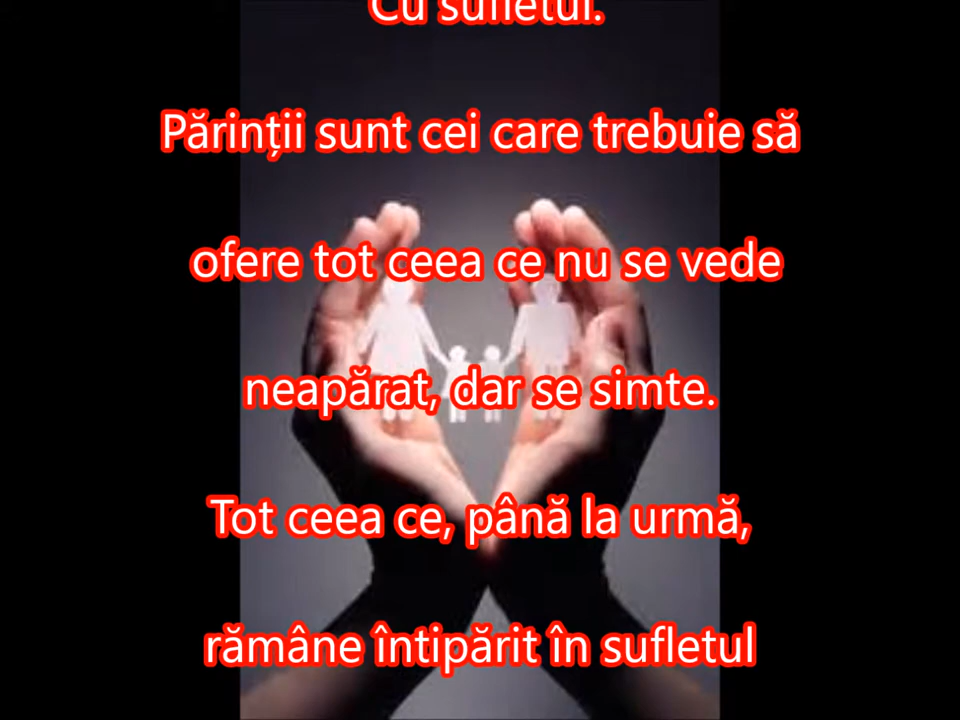 Cu sufletul.
Părinții sunt cei care trebuie să
ofere tot ceea ce nu se vede
neapărat, dar se simte.
Tot ceea ce, până la urmă,
rămâne întipărit în sufletul